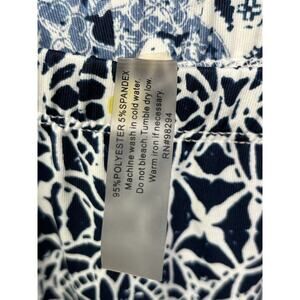 95%POLYESTER 5%SPANDEX
Machine wash in cold water.
Do not bleach Tumble dry low.
Warm iron if necessary.
RN#98294